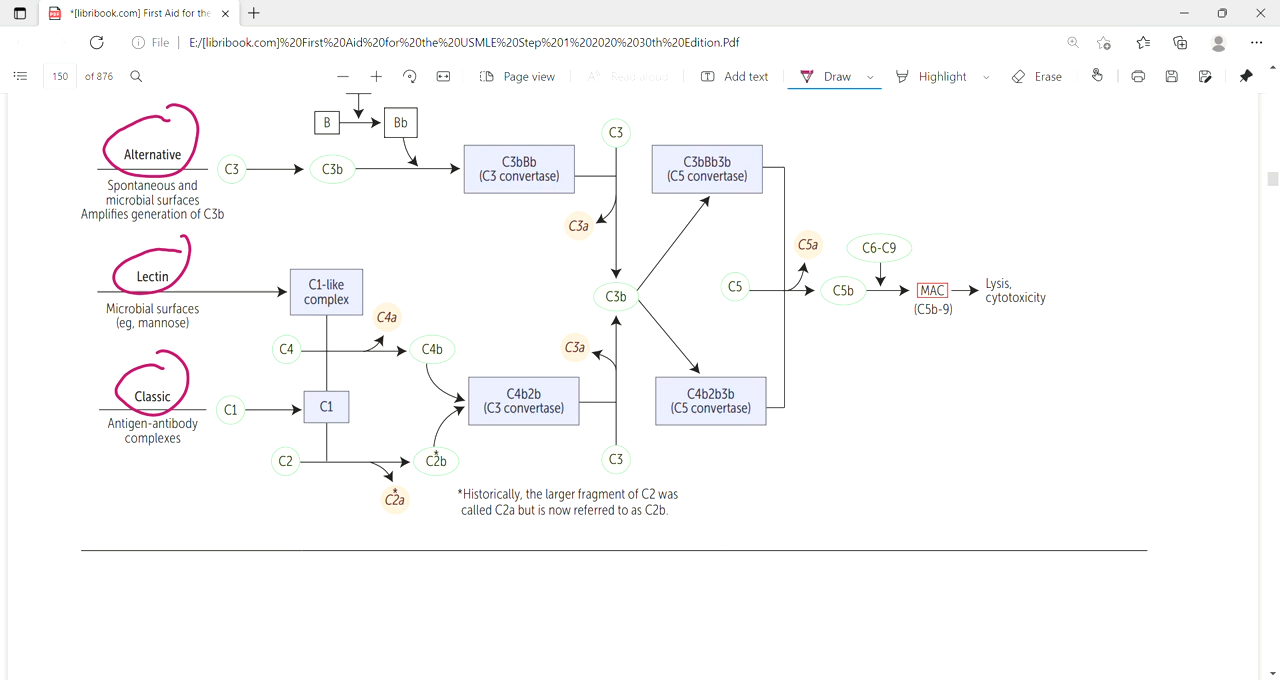 *[libribook.com] First Aid for the
File
E:/[libribook.com]%20First%20Aid%20for%20the%20USMLE%20Step%201%202020%2030th%20Edition.Pdf
150 of 876
Page view
Read aloud
Add text
Draw
Highlight
Erase
B
Bb
Alternative
Spontaneous and
microbial surfaces
Amplifies generation of C3b
C3
C3b
C3bBb
(C3 convertase)
C3
C3a
C3bBb3b
(C5 convertase)
Lectin
Microbial surfaces
(eg, mannose)
C1-like
complex
C4a
C4
C4b
C3b
C3a
C5
C5a
C5b
C6-C9
MAC
(C5b-9)
Lysis,
cytotoxicity
Classic
Antigen-antibody
complexes
C1
C1
C4b2b
(C3 convertase)
C4b2b3b
(C5 convertase)
C2
*
C2b
*
C2a
C3
*Historically, the larger fragment of C2 was
called C2a but is now referred to as C2b.